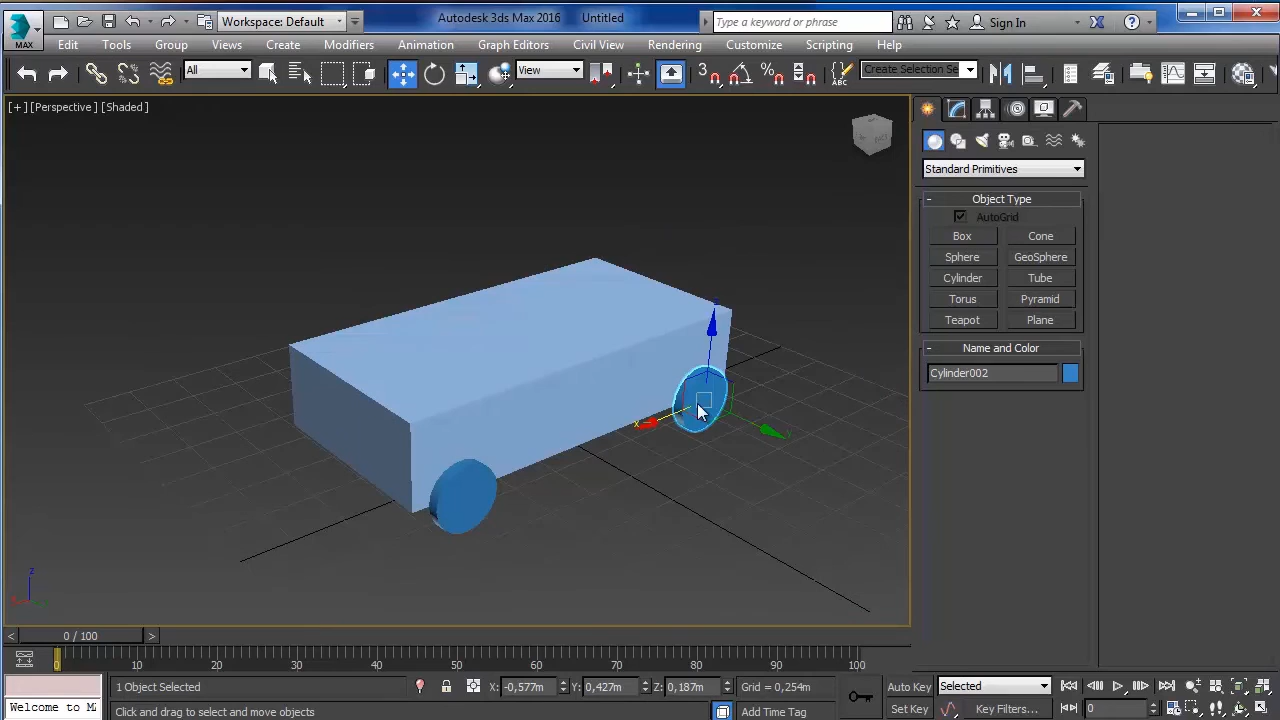 Workspace: Default
Autodesk 3ds Max 2016 Untitled
Type a keyword or phrase
Sign In
MAX
Edit Tools Group Views Create Modifiers Animation Graph Editors Civil View Rendering Customize Scripting Help
All
View
3
ABC
Create Selection Se
[+] [Perspective] [Shaded]
Standard Primitives
- Object Type
AutoGrid
Box Cone
Sphere GeoSphere
Cylinder Tube
Torus Pyramid
Teapot Plane
- Name and Color
Cylinder002
x
z
< 0 / 100 >
0 10 20 30 40 50 60 70 80 90 100
1 Object Selected
X: -0,577m Y: 0,427m Z: 0,187m Grid = 0,254m
Auto Key Selected
Welcome to M
Click and drag to select and move objects
Add Time Tag
Set Key Key Filters... 0